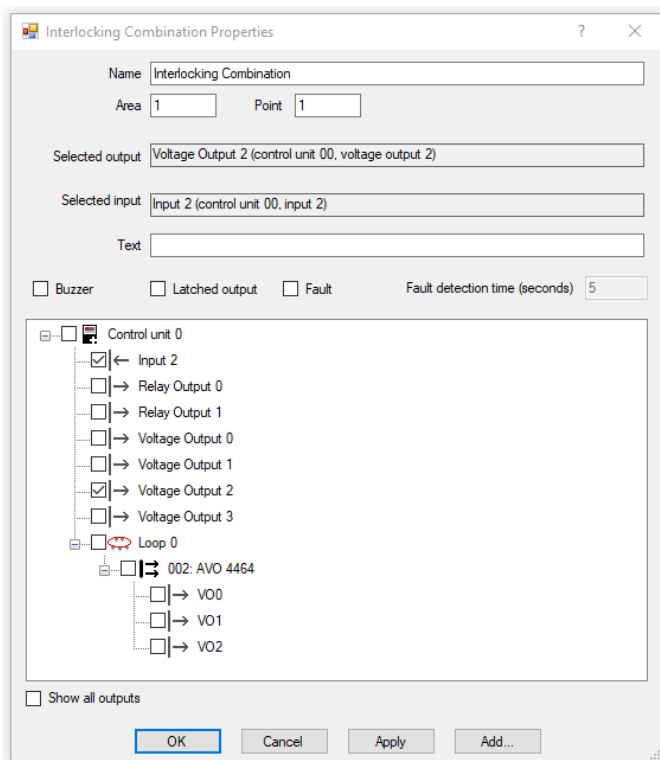 Interlocking Combination Properties
Name Interlocking Combination
Area 1 Point 1
Selected output Voltage Output 2 (control unit 00, voltage output 2)
Selected input Input 2 (control unit 00, input 2)
Text
Buzzer Latched output Fault Fault detection time (seconds) 5
Control unit 0
Input 2
Relay Output 0
Relay Output 1
Voltage Output 0
Voltage Output 1
Voltage Output 2
Voltage Output 3
Loop 0
002: AVO 4464
VO0
VO1
VO2
Show all outputs
OK Cancel Apply Add...